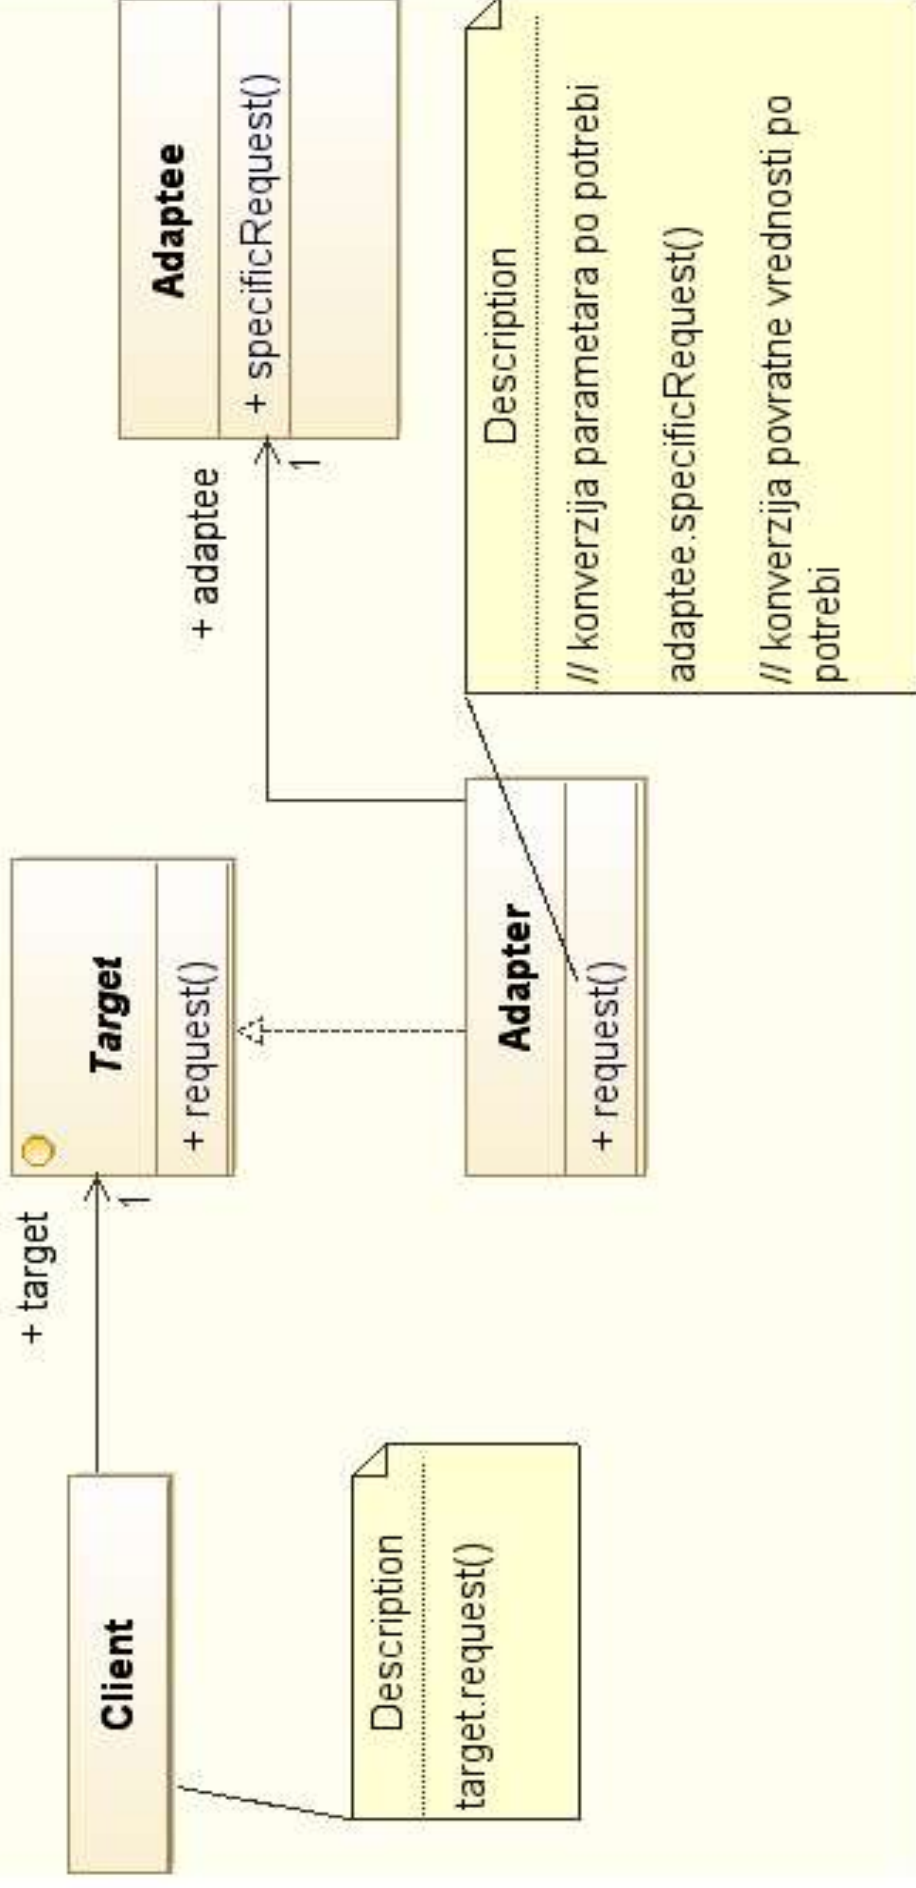 Client
+ target
1
Target
+ request()
+ adaptee
1
Adaptee
+ specificRequest()
Description
target.request()
Adapter
+ request()
Description
// konverzija parametara po potrebi
adaptee.specificRequest()
// konverzija povratne vrednosti po
potrebi